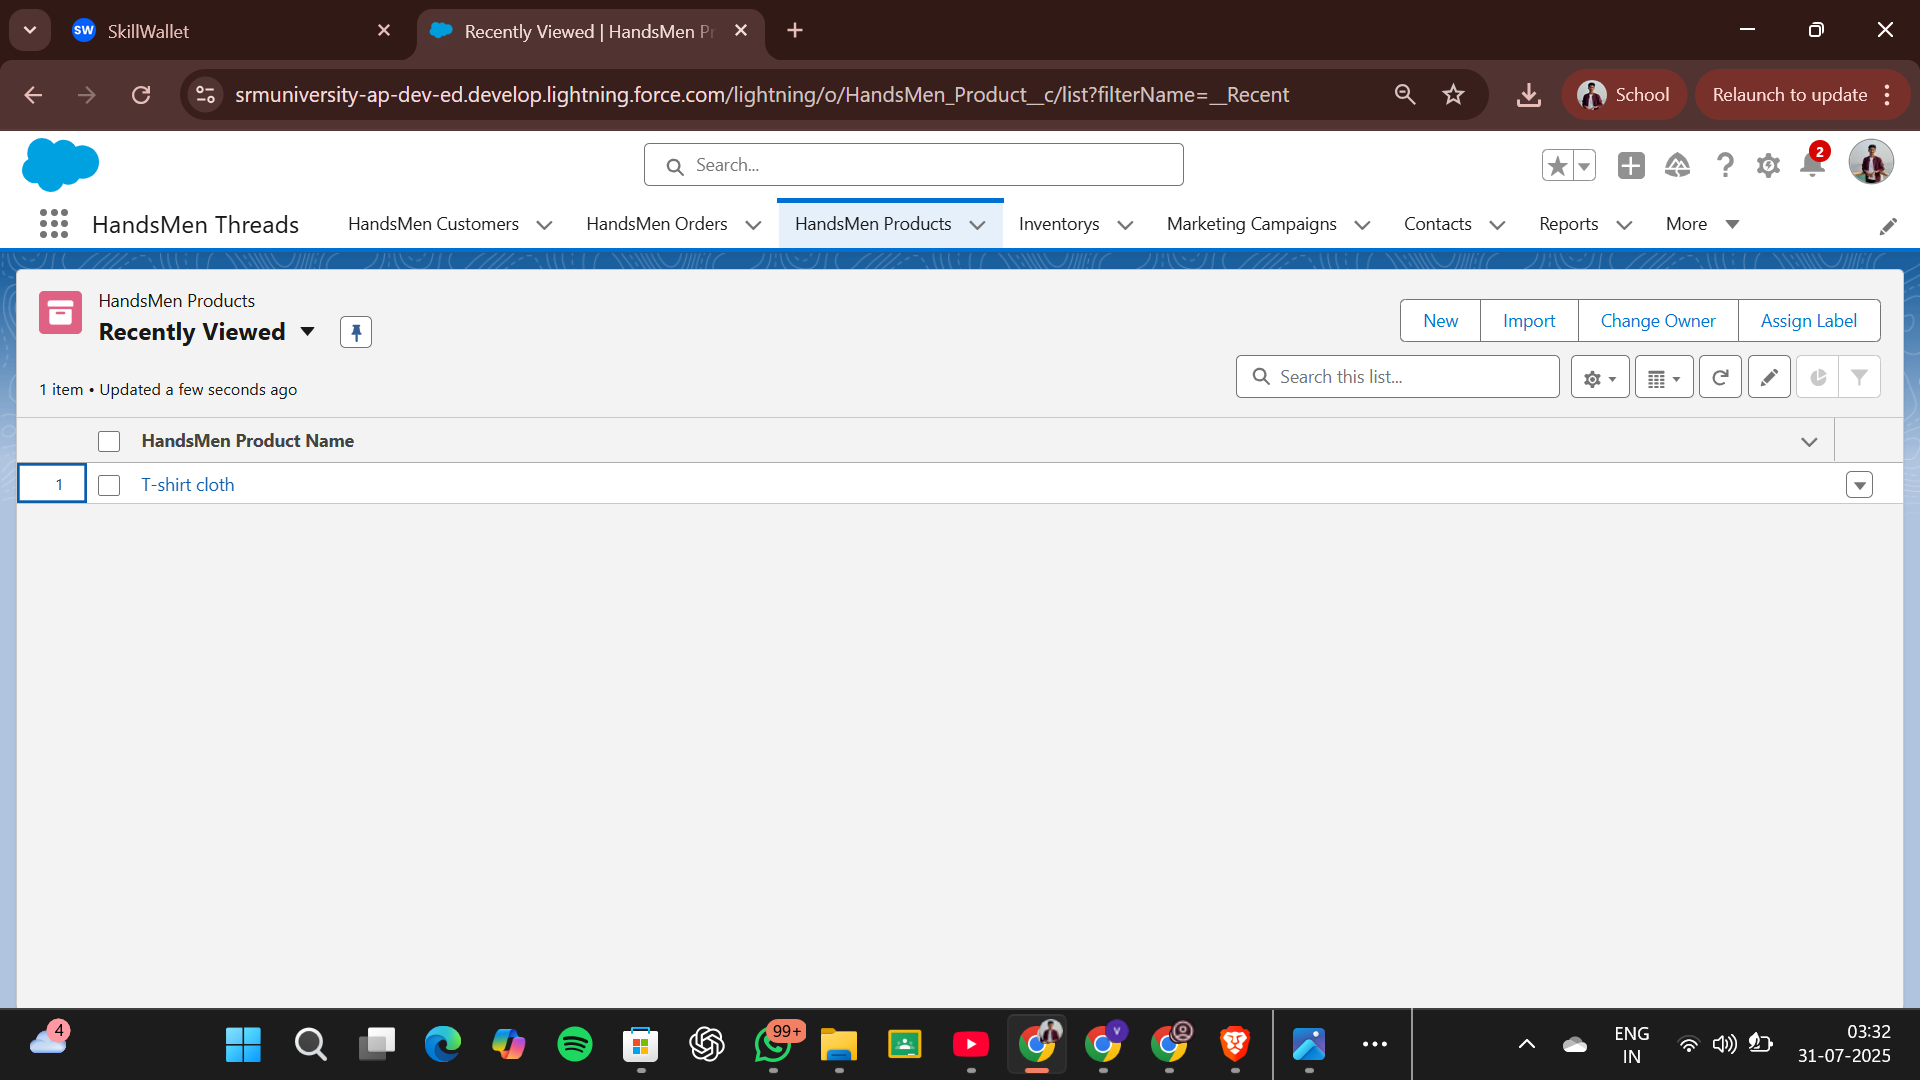 SW SkillWallet
Recently Viewed | HandsMen Pr
srmuniversity-ap-dev-ed.develop.lightning.force.com/lightning/o/HandsMen_Product__c/list?filterName=__Recent
School
Relaunch to update
Search...
2
HandsMen Threads
HandsMen Customers
HandsMen Orders
HandsMen Products
Inventorys
Marketing Campaigns
Contacts
Reports
More
HandsMen Products
Recently Viewed
New
Import
Change Owner
Assign Label
1 item • Updated a few seconds ago
Search this list...
HandsMen Product Name
1
T-shirt cloth
4
99+
V
ENG
IN
03:32
31-07-2025